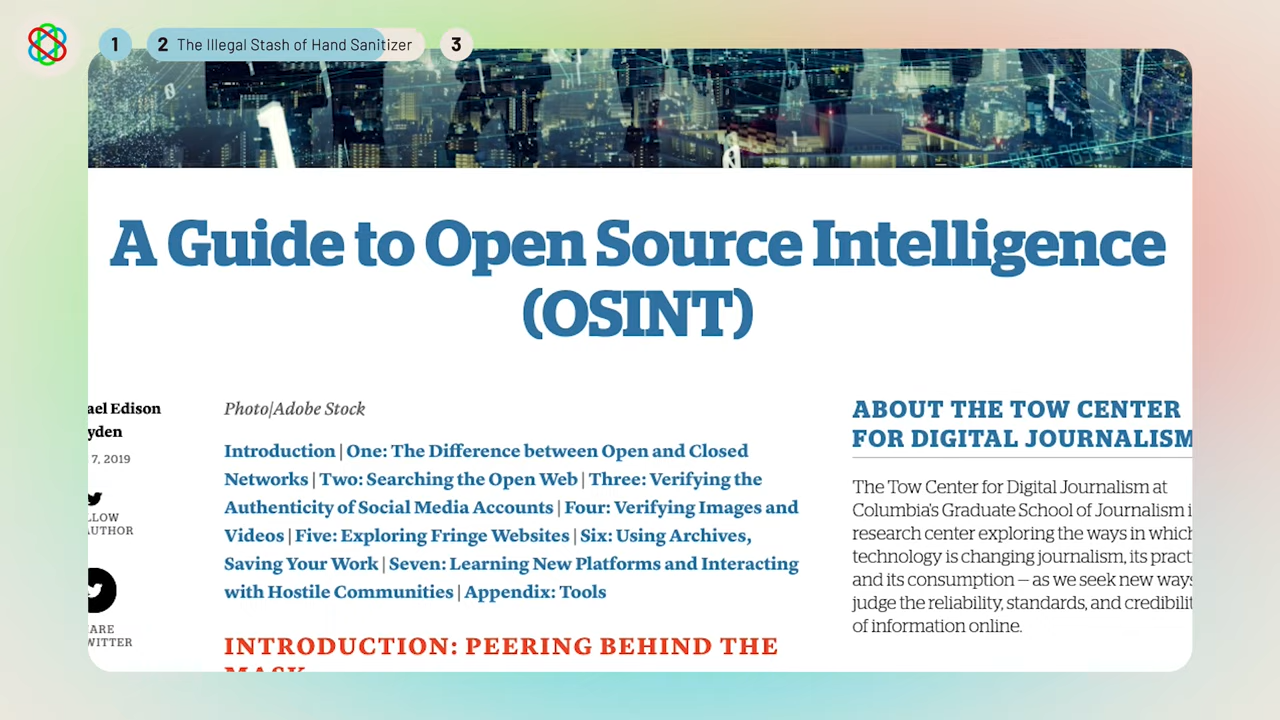 1
2 The Illegal Stash of Hand Sanitizer
3
A Guide to Open Source Intelligence
(OSINT)
ael Edison
yden
7, 2019
LLOW
AUTHOR
ARE
WITTER
Photo/Adobe Stock
Introduction | One: The Difference between Open and Closed
Networks | Two: Searching the Open Web | Three: Verifying the
Authenticity of Social Media Accounts | Four: Verifying Images and
Videos | Five: Exploring Fringe Websites | Six: Using Archives,
Saving Your Work | Seven: Learning New Platforms and Interacting
with Hostile Communities | Appendix: Tools
INTRODUCTION: PEERING BEHIND THE
MASK
ABOUT THE TOW CENTER
FOR DIGITAL JOURNALISM
The Tow Center for Digital Journalism at
Columbia's Graduate School of Journalism i
research center exploring the ways in which
technology is changing journalism, its pract
and its consumption — as we seek new ways
judge the reliability, standards, and credibilit
of information online.